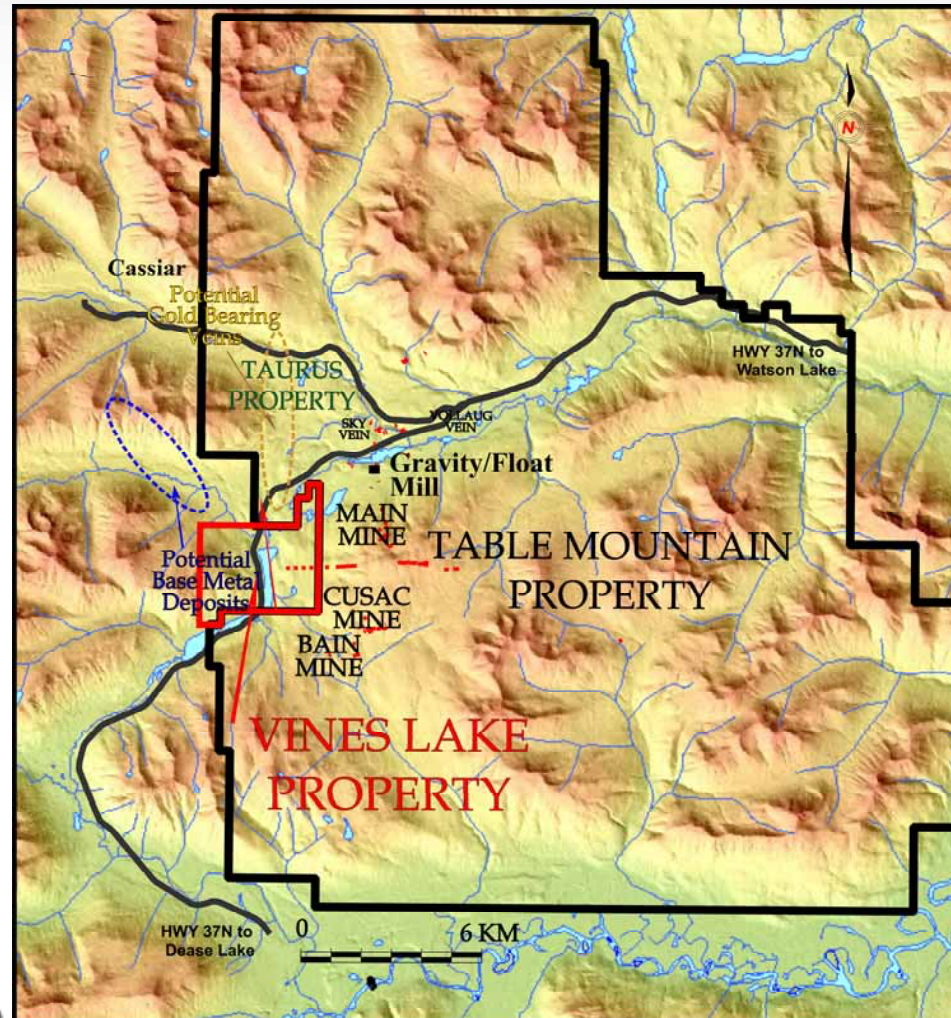 N
Cassiar
Potential
Gold Bearing
Veins
HWY 37N to
Watson Lake
TAURUS
PROPERTY
SKY
VEIN
VOLLAUG
VEIN
Gravity/Float
Mill
MAIN
MINE
TABLE MOUNTAIN
PROPERTY
Potential
Base Metal
Deposits
CUSAC
MINE
BAIN
MINE
VINES LAKE
PROPERTY
HWY 37N to
Dease Lake
0 6 KM